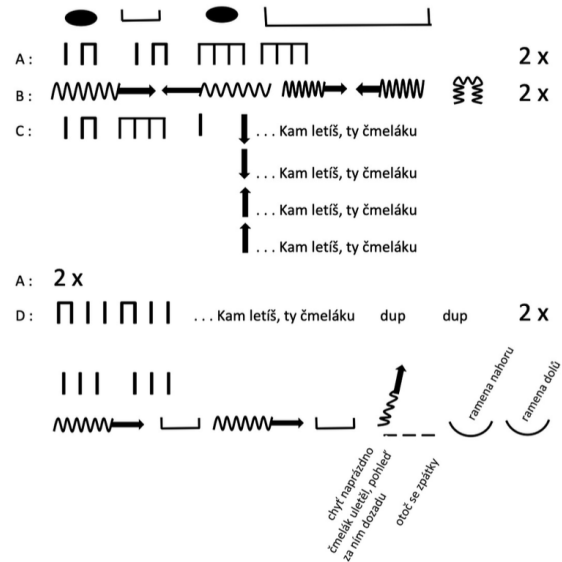 A: 2 x
B: 2 x
C: ... Kam letíš, ty čmeláku
... Kam letíš, ty čmeláku
... Kam letíš, ty čmeláku
... Kam letíš, ty čmeláku
A: 2 x
D: ... Kam letíš, ty čmeláku dup dup 2 x
chyť naprázdno
čmelák uletěl, pohleď
za ním dozadu
otoč se zpátky
ramena nahoru
ramena dolů